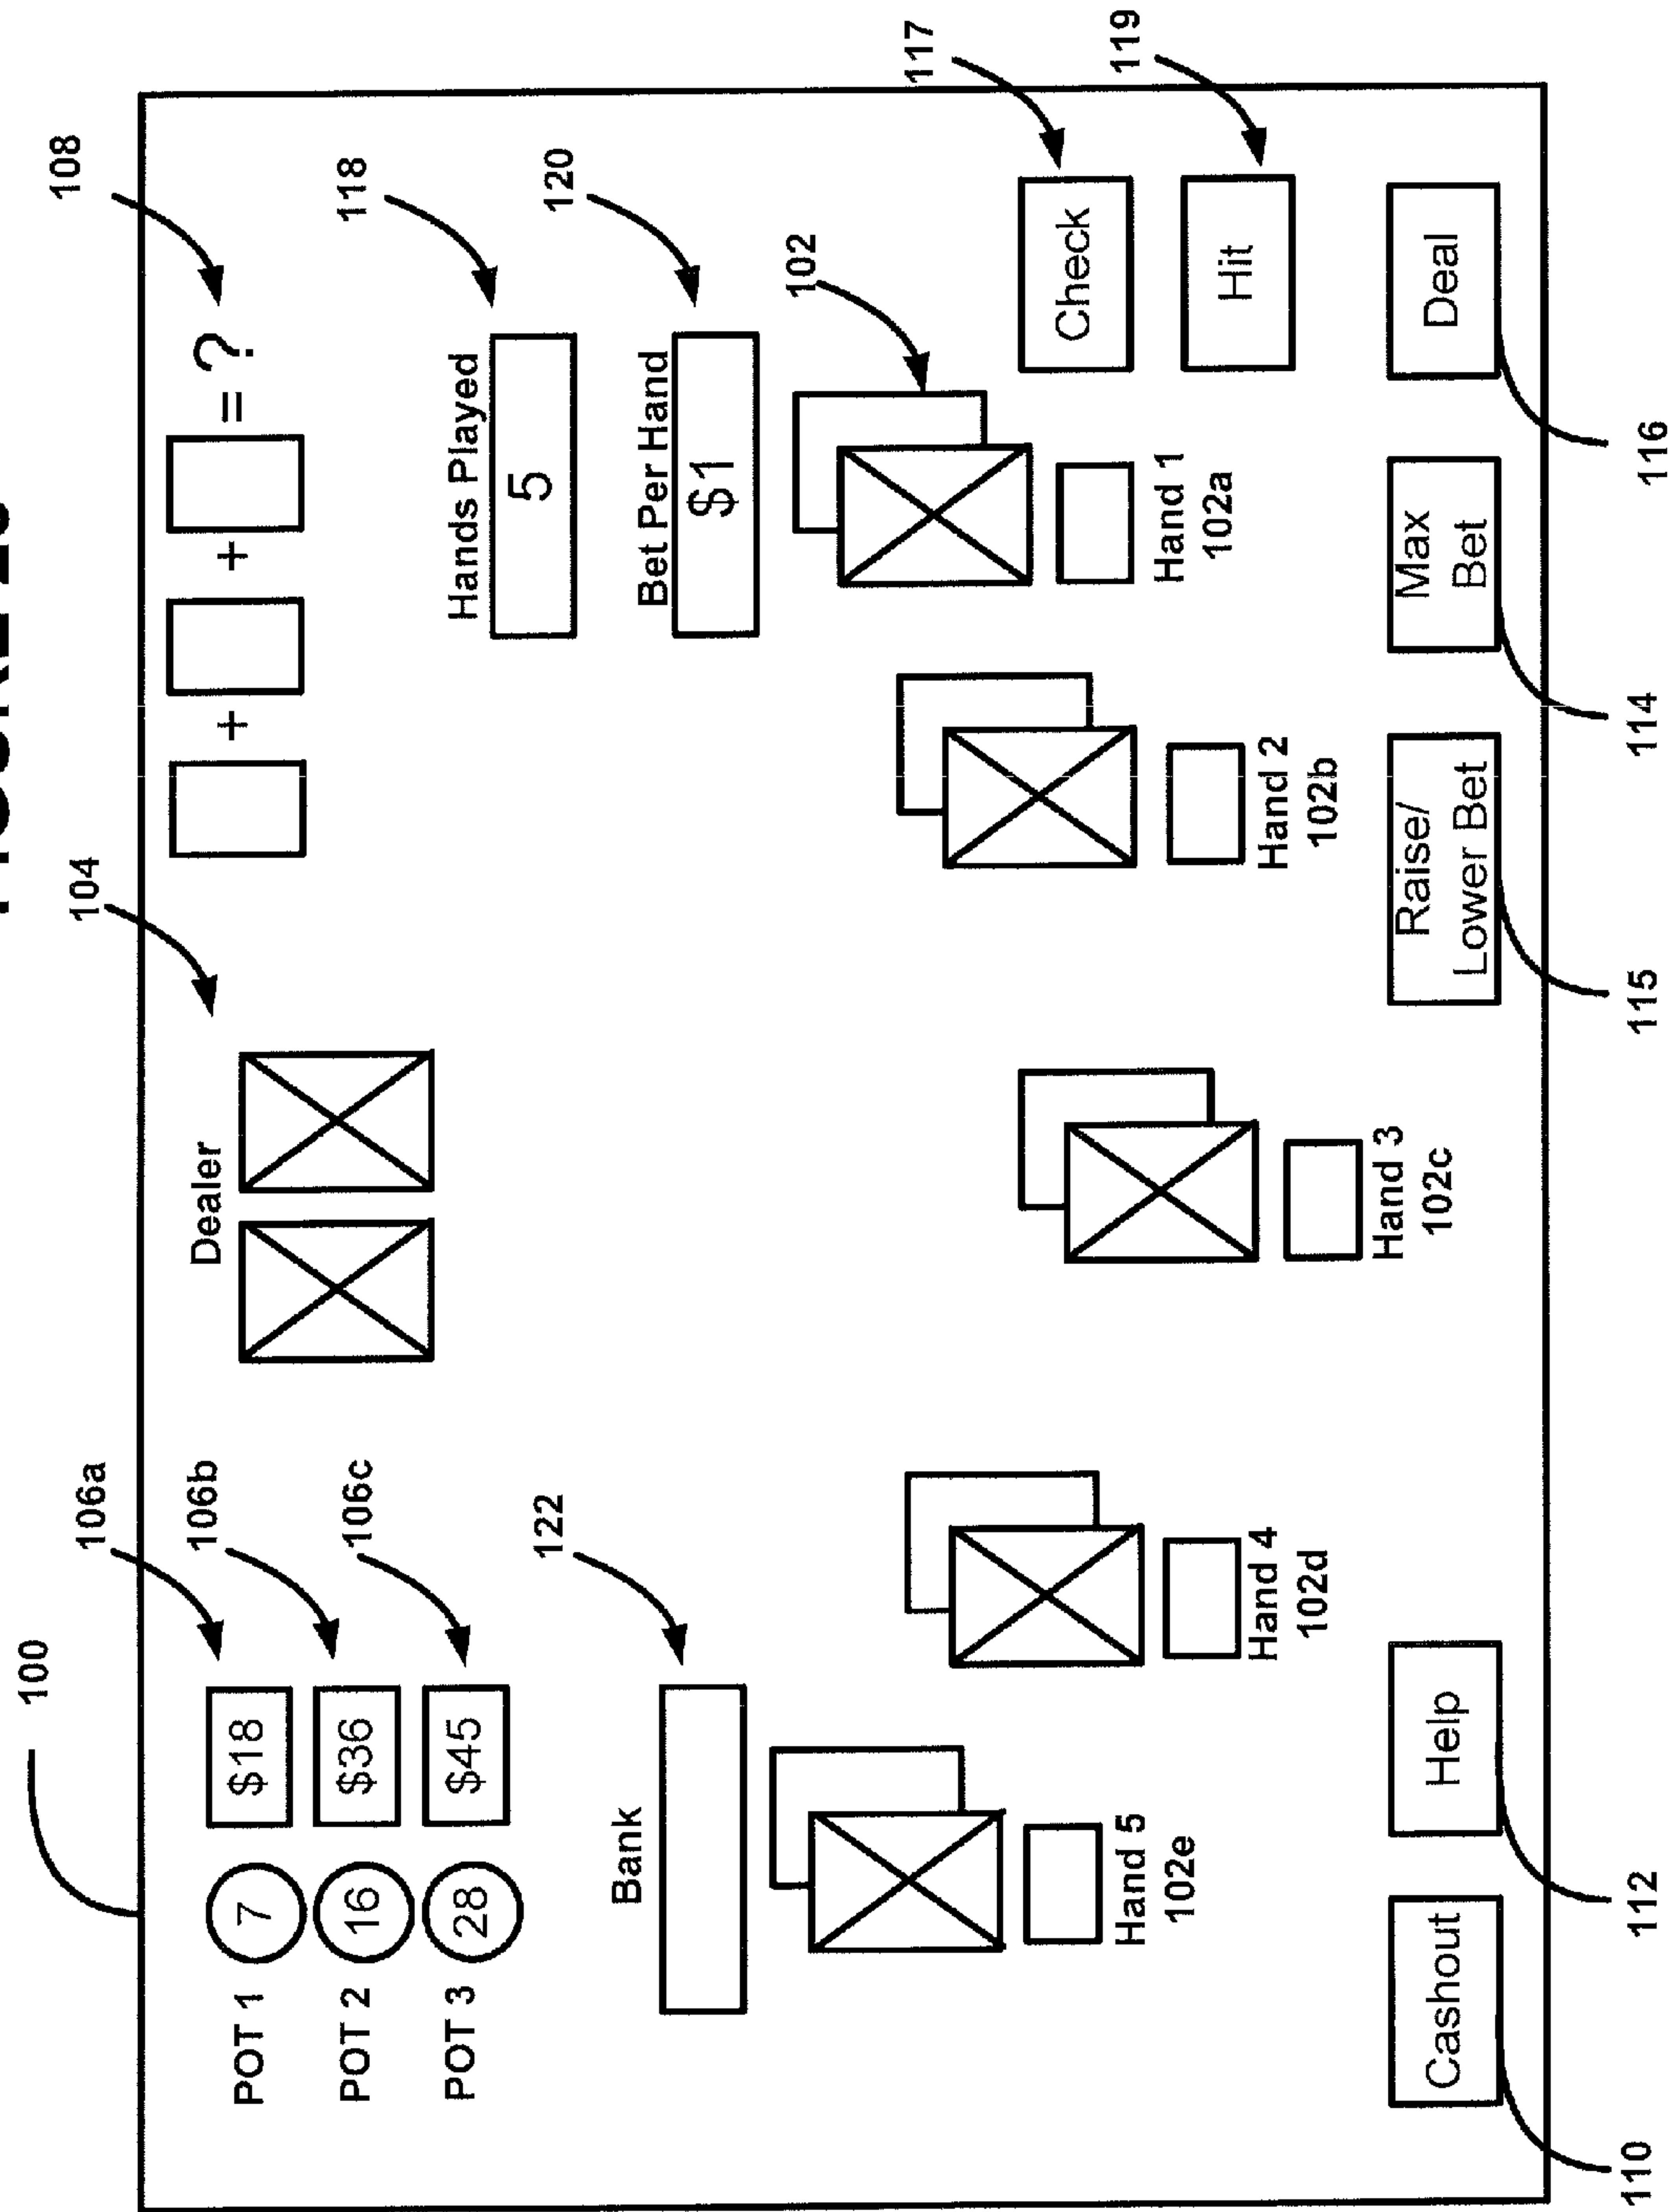 100
106a
106b
106c
104
108
POT 1 7 $18
POT 2 16 $36
POT 3 28 $45
Dealer
+ + = ?
118
Hands Played
5
120
Bet Per Hand
$1
122
Bank
102
Hand 5
102e
Hand 4
102d
Hand 3
102c
Hand 2
102b
Hand 1
102a
117
Check
119
Hit
Cashout
Help
Raise/
Lower Bet
Max
Bet
Deal
110
112
115
114
116